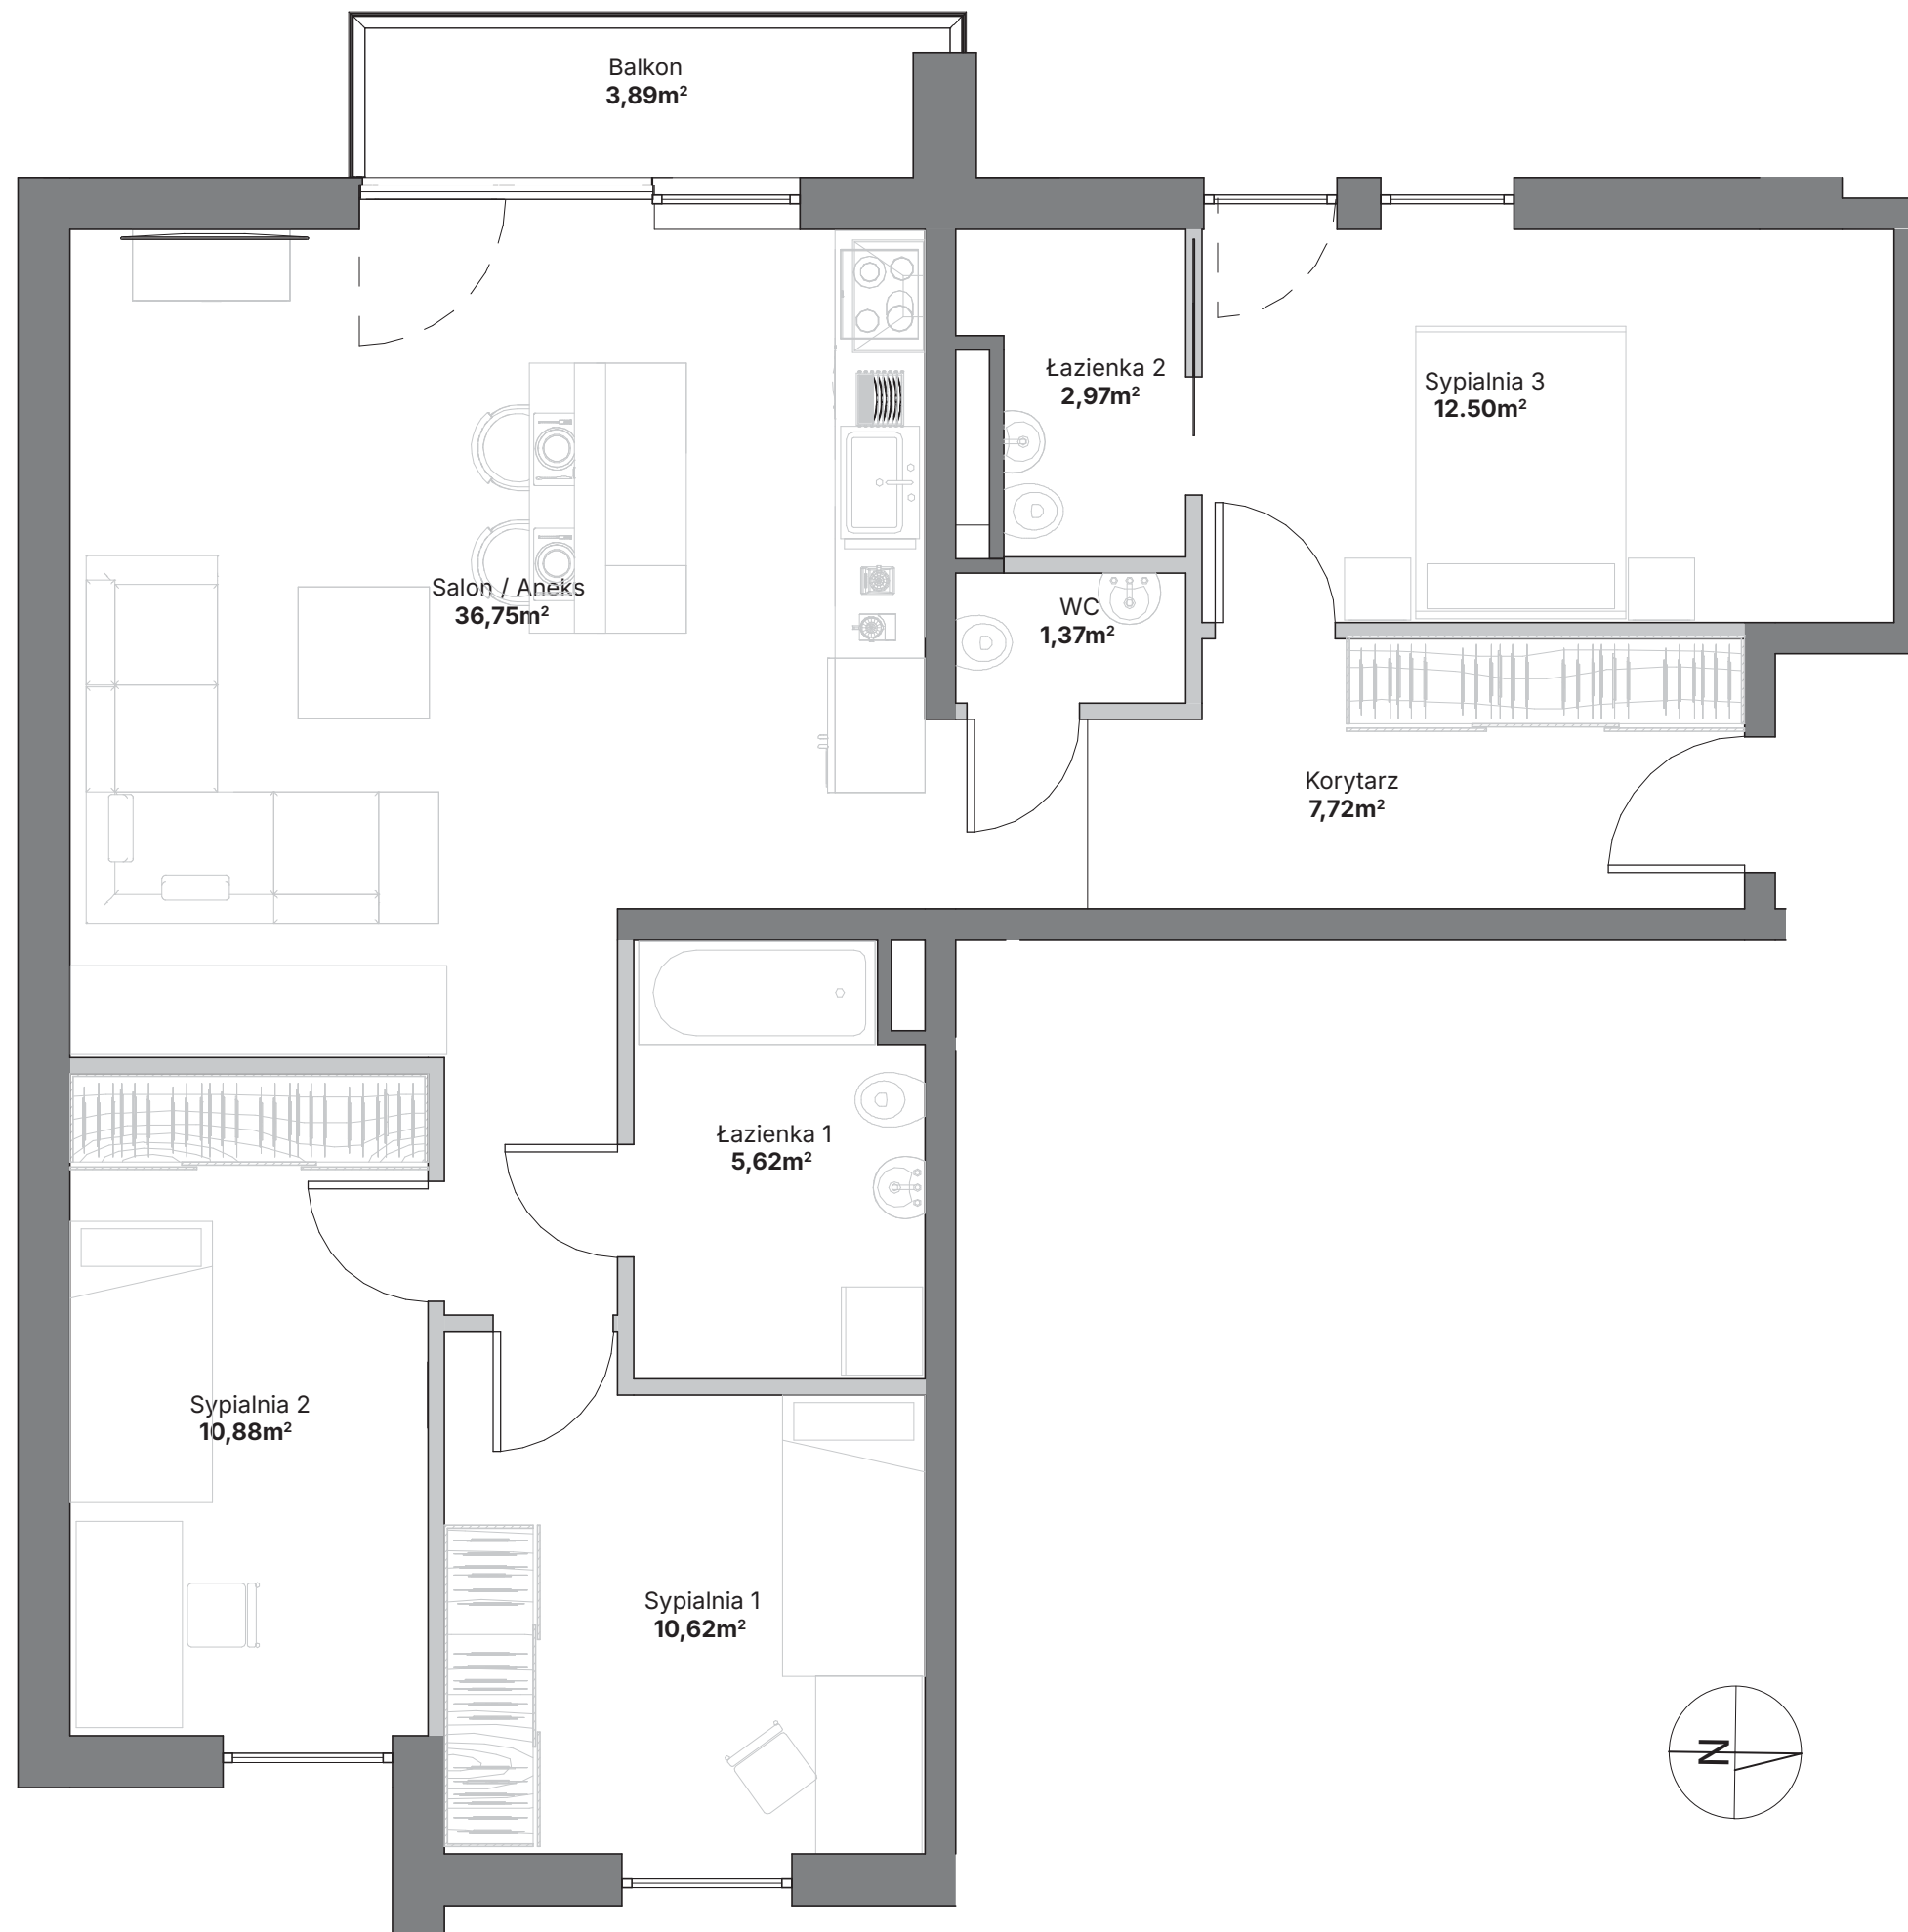 Balkon
3,89m²
Łazienka 2
2,97m²
Sypialnia 3
12.50m²
Salon / Aneks
36,75m²
WC
1,37m²
Korytarz
7,72m²
Łazienka 1
5,62m²
Sypialnia 2
10,88m²
Sypialnia 1
10,62m²
N